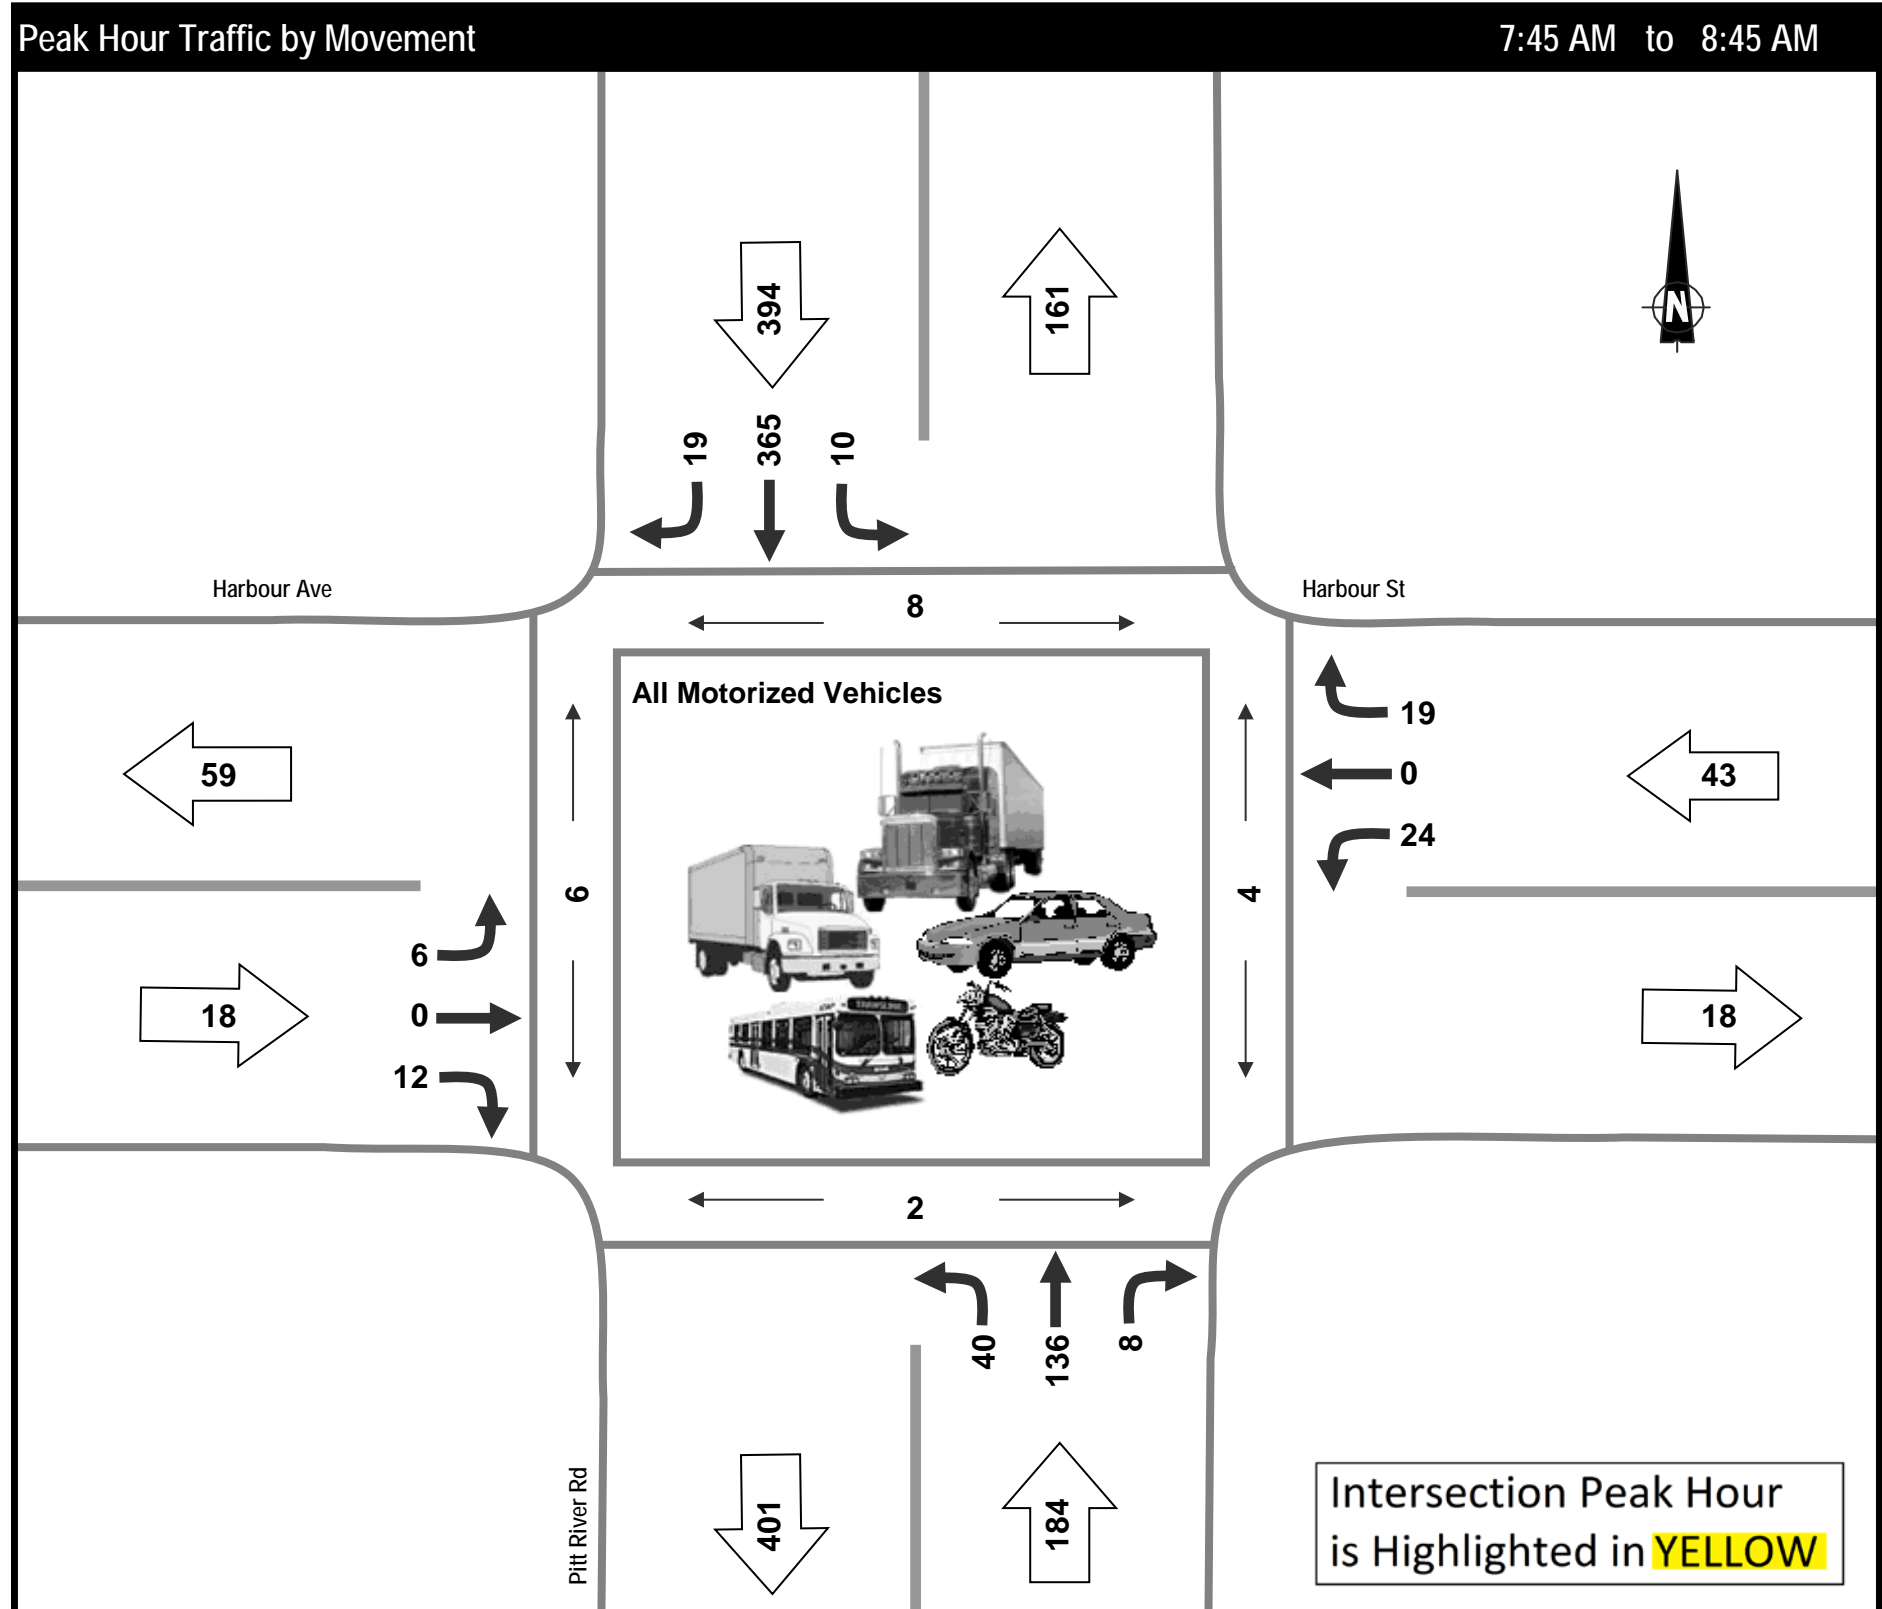 Peak Hour Traffic by Movement 7:45 AM to 8:45 AM
394
161
19 365 10
N
Harbour Ave
Harbour St
8
All Motorized Vehicles
19
59
0
43
24
6
4
6
18
0
18
12
2
40 136 8
Pitt River Rd
401
184
Intersection Peak Hour
is Highlighted in YELLOW